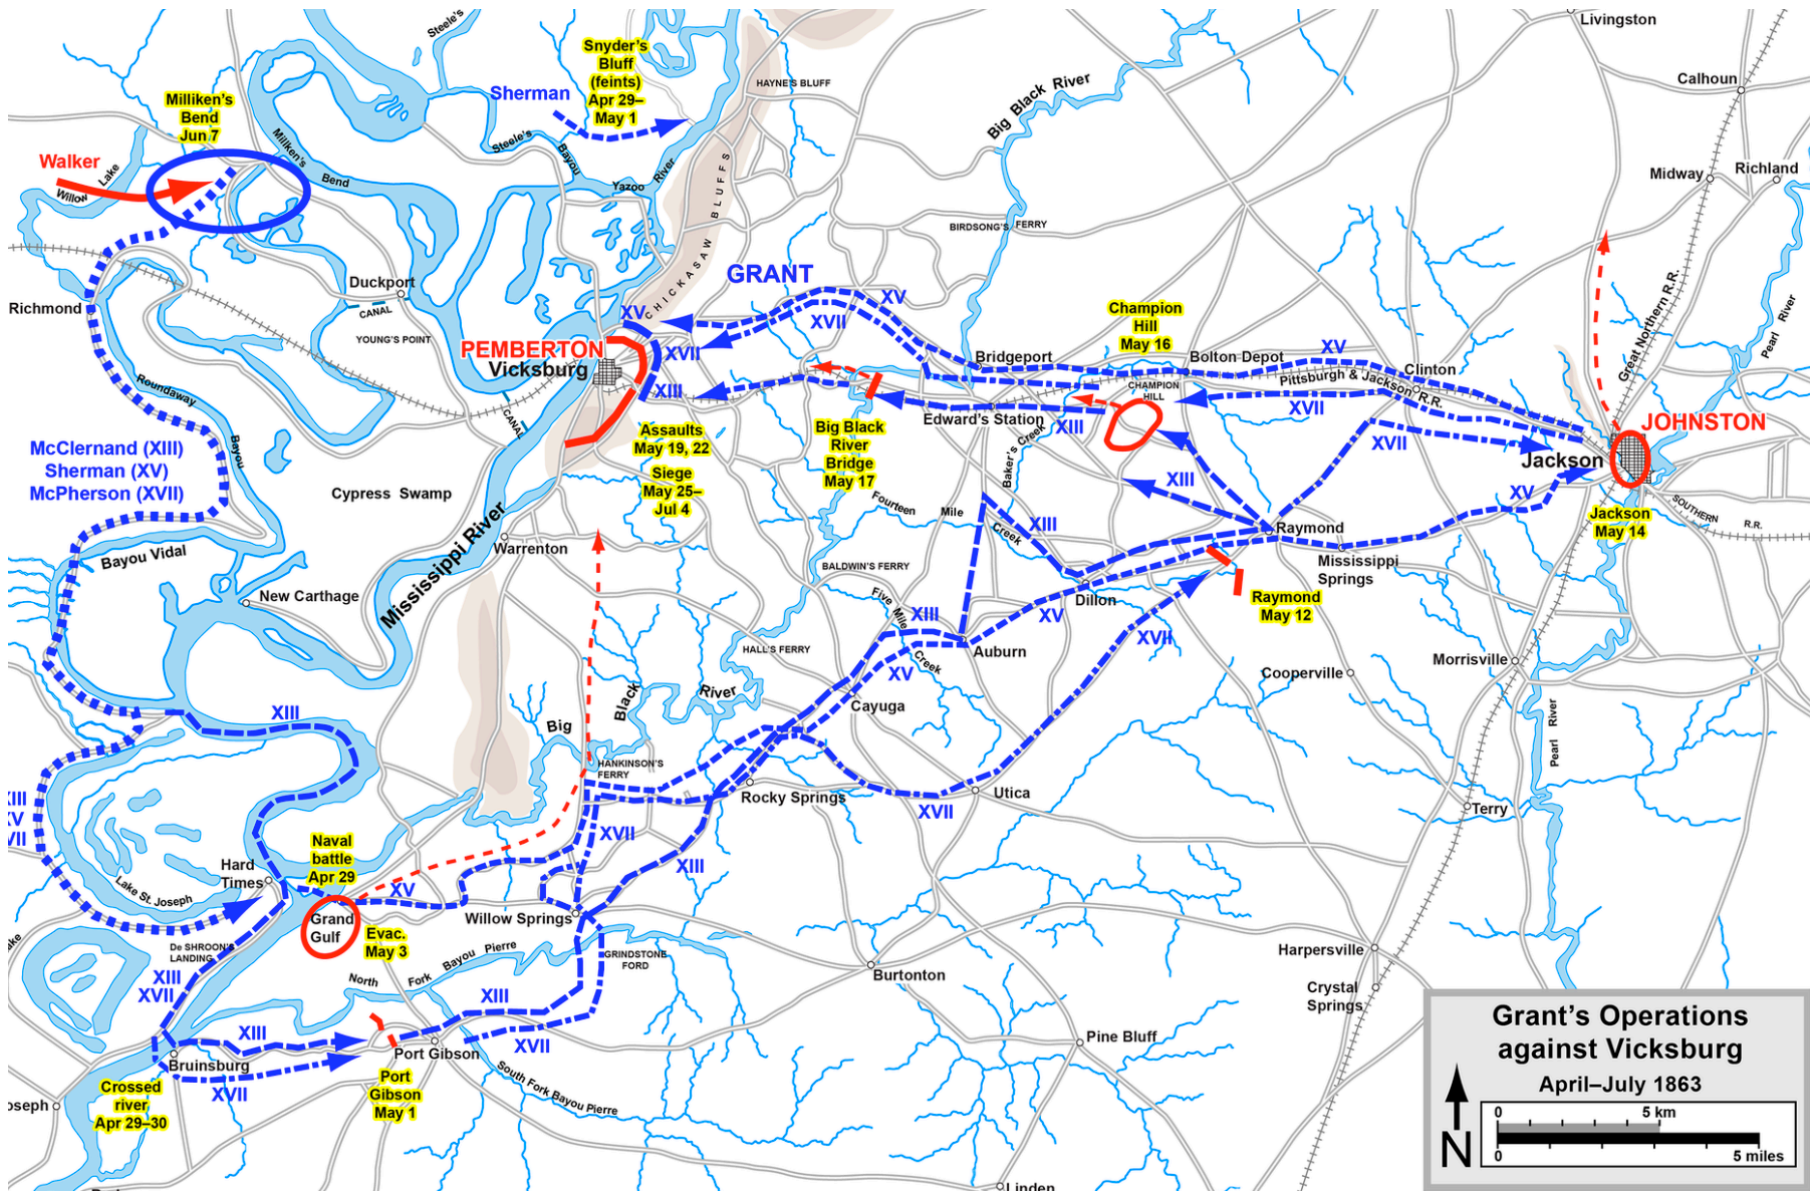 Livingston
Steele's
Snyder's
Bluff
(feints)
Apr 29–
May 1
HAYNE'S BLUFF
Calhoun
Sherman
Big Black River
Milliken's
Bend
Jun 7
Milliken's
Bend
Steele's
Bayou
Yazoo
River
Walker
Willow
Lake
CHICKASAW BLUFFS
Midway
Richland
BIRDSONG'S FERRY
GRANT
Duckport
CANAL
Richmond
YOUNG'S POINT
XV
XVII
XV
XVII
XIII
PEMBERTON
Vicksburg
CANAL
Champion
Hill
May 16
Bridgeport
Bolton Depot
XV
Clinton
Pittsburgh & Jackson R.R.
CHAMPION
HILL
XVII
Great Northern R.R.
Pearl River
Edward's Station
XIII
XVII
JOHNSTON
Jackson
Jackson
May 14
SOUTHERN
R.R.
Roundaway
Bayou
McClernand (XIII)
Sherman (XV)
McPherson (XVII)
Assaults
May 19, 22
Siege
May 25–
Jul 4
Big Black
River
Bridge
May 17
Baker's Creek
XIII
XV
Cypress Swamp
Mississippi River
Fourteen
Mile
Creek
XIII
Raymond
Mississippi
Springs
Warrenton
Bayou Vidal
BALDWIN'S FERRY
New Carthage
Dillon
Raymond
May 12
Five Mile
Creek
XIII
XV
XVII
Auburn
HALL'S FERRY
XV
Morrisville
Cooperville
Big
Black
River
Cayuga
XIII
Pearl River
HANKINSON'S
FERRY
Rocky Springs
Utica
XVII
Terry
XIII
XV
VII
XVII
XIII
Naval
battle
Apr 29
Hard
Times
Lake St. Joseph
XV
Grand
Gulf
Willow Springs
Evac.
May 3
De SHROON'S
LANDING
North
Fork
Bayou Pierre
GRINDSTONE
FORD
Harpersville
Burtonton
Crystal
Springs
XIII
XVII
XIII
XIII
XVII
Port Gibson
Bruinsburg
XVII
Pine Bluff
Crossed
river
Apr 29–30
Port
Gibson
May 1
South Fork Bayou Pierre
oseph
Linden
Grant's Operations
against Vicksburg
April–July 1863
0 5 km
0 5 miles
N